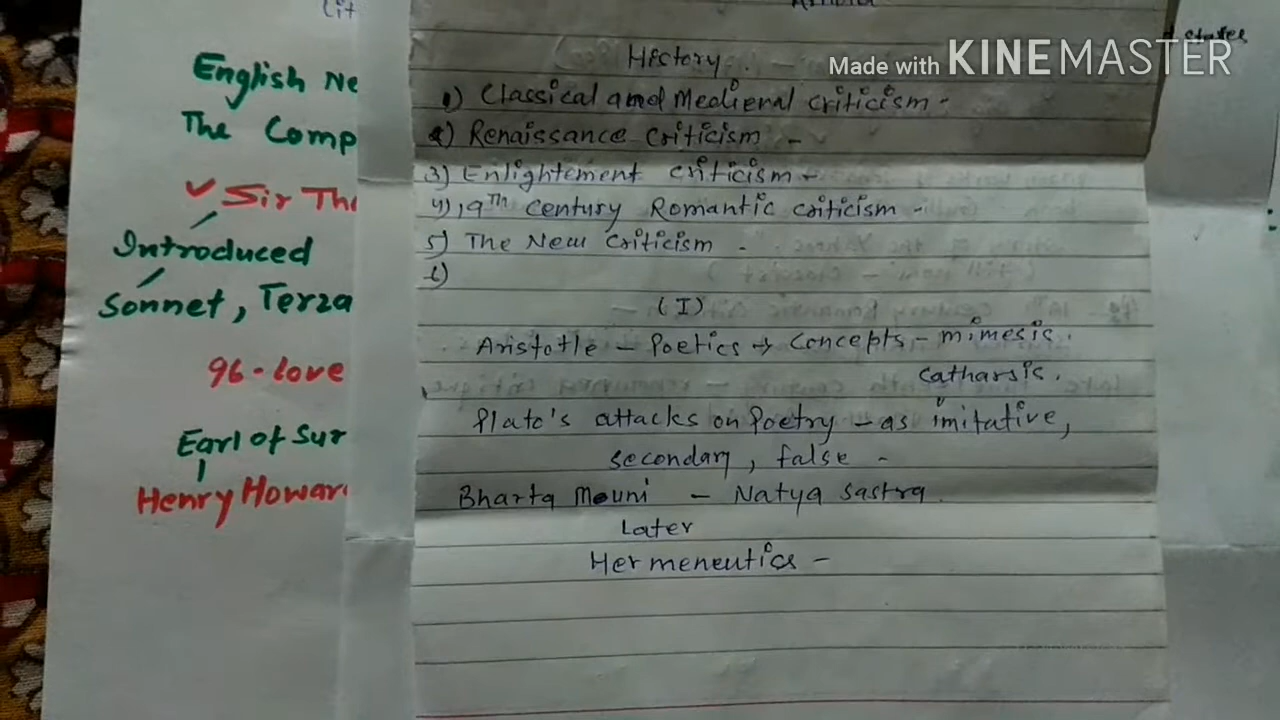 English Ne
The Comp
Sir Tho
Introduced
Sonnet, Terza
96-love
Earl of Sur
Henry Howar
Made with KINEMASTER
History
1) Classical and Medieval criticism -
2) Renaissance criticism -
3) Enlightement criticism -
4) 19Th century Romantic criticism -
5) The New criticism -
6)
(I)
Aristotle - Poetics → Concepts - mimesis.
Catharsis.
Plato's attacks on Poetry - as imitative,
secondary, false -
Bharta Mouni - Natya Sastra
Later
Hermeneutics -